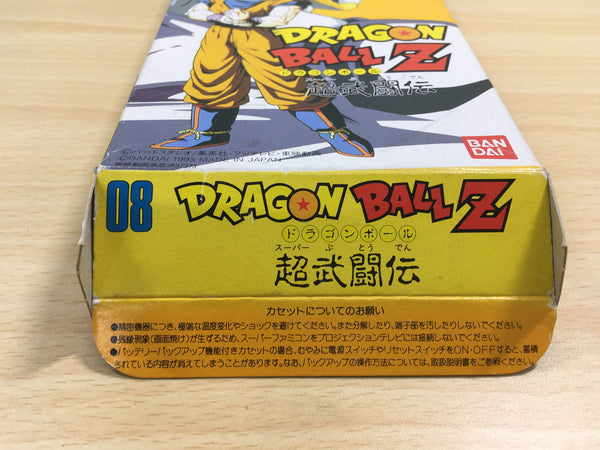 DRAGON
BALL Z
ドラゴンボール
スーパー ぶ とう でん
超武闘伝
©バードスタジオ/集英社・フジテレビ・東映動画
©BANDAI 1993 MADE IN JAPAN
BAN
DAI
08 DRAGON BALL Z
ドラゴンボール
スーパー ぶ とう でん
超武闘伝
カセットについてのお願い
●精密機器につき、極端な温度変化やショックを避けてください。また分解したり、端子部を汚したりしないでください。
●残像現象(画面焼け)が生ずるため、スーパーファミコンをプロジェクションテレビには接続しないでください。
●バッテリーバックアップ機能付きカセットの場合、むやみに電源スイッチやリセットスイッチをON・OFFすると、蓄積
されている内容が消えてしまうことがあります。なお、バックアップの操作方法については、取扱説明書をご参照ください。